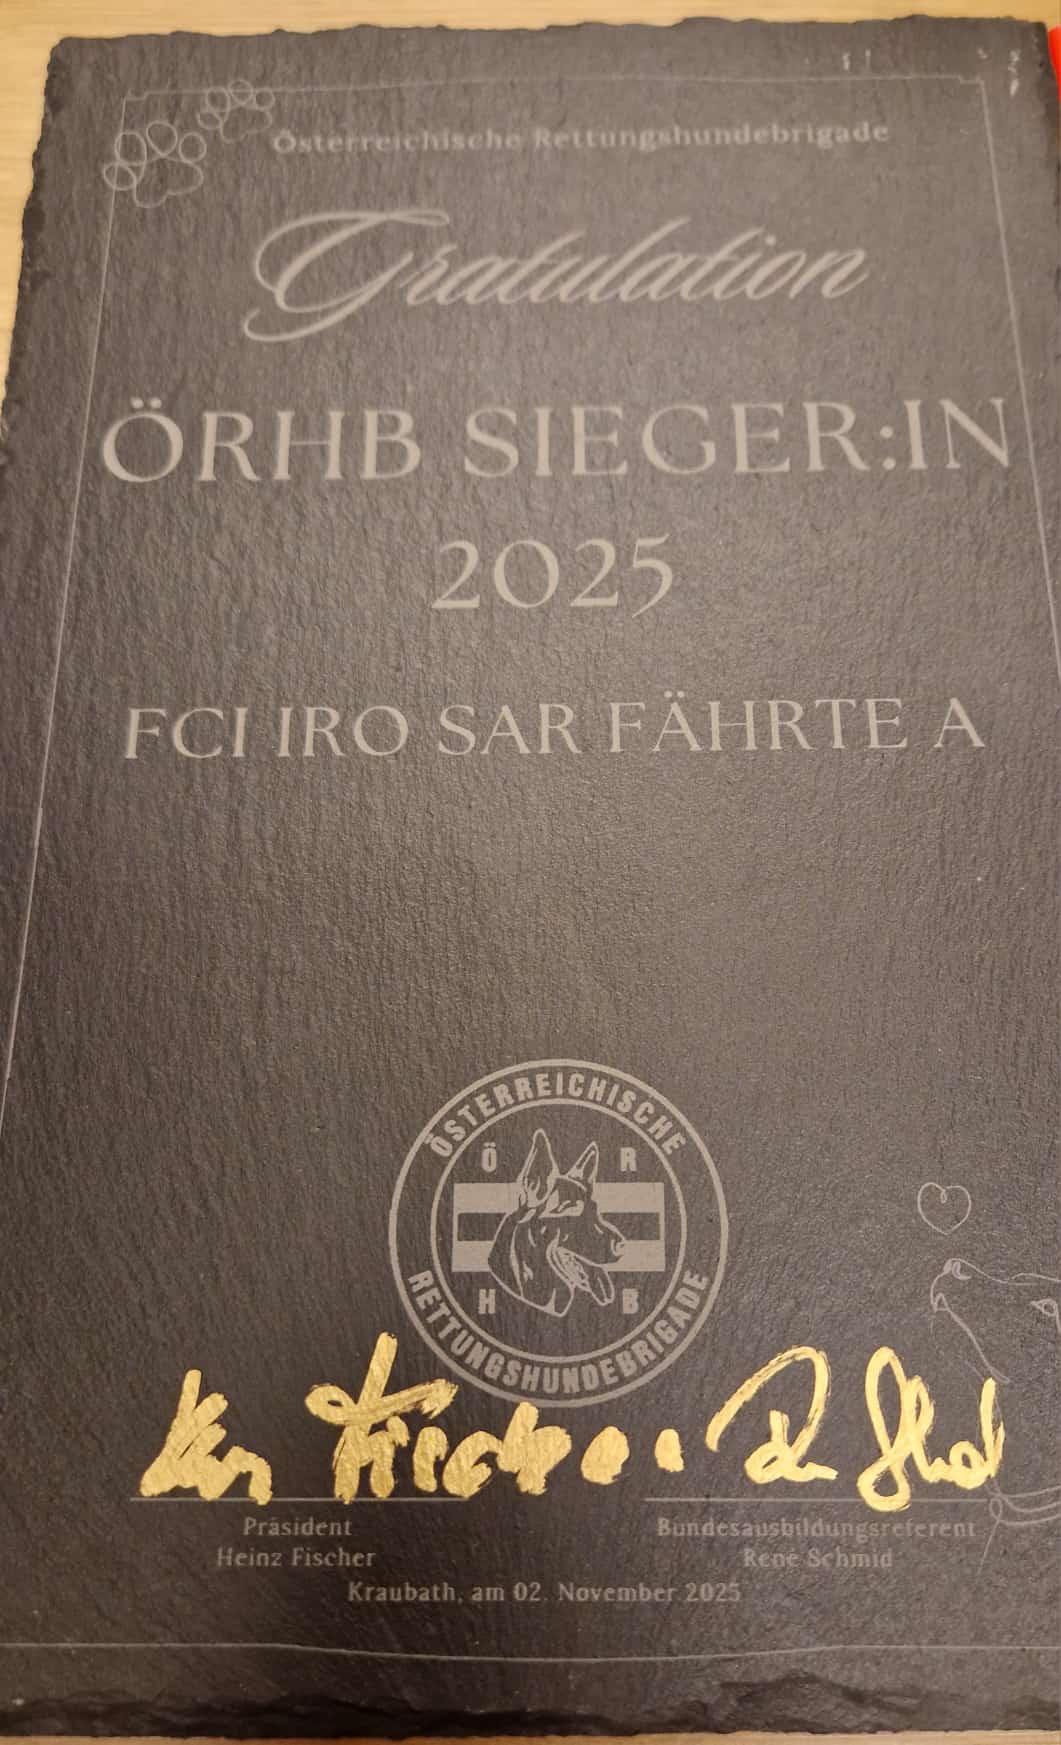 Österreichische Rettungshundebrigade
Gratulation
ÖRHB SIEGER:IN
2025
FCI IRO SAR FÄHRTE A
ÖSTERREICHISCHE
Ö R
H B
RETTUNGSHUNDEBRIGADE
Präsident
Heinz Fischer
Bundesausbildungsreferent
René Schmid
Kraubath, am 02. November 2025